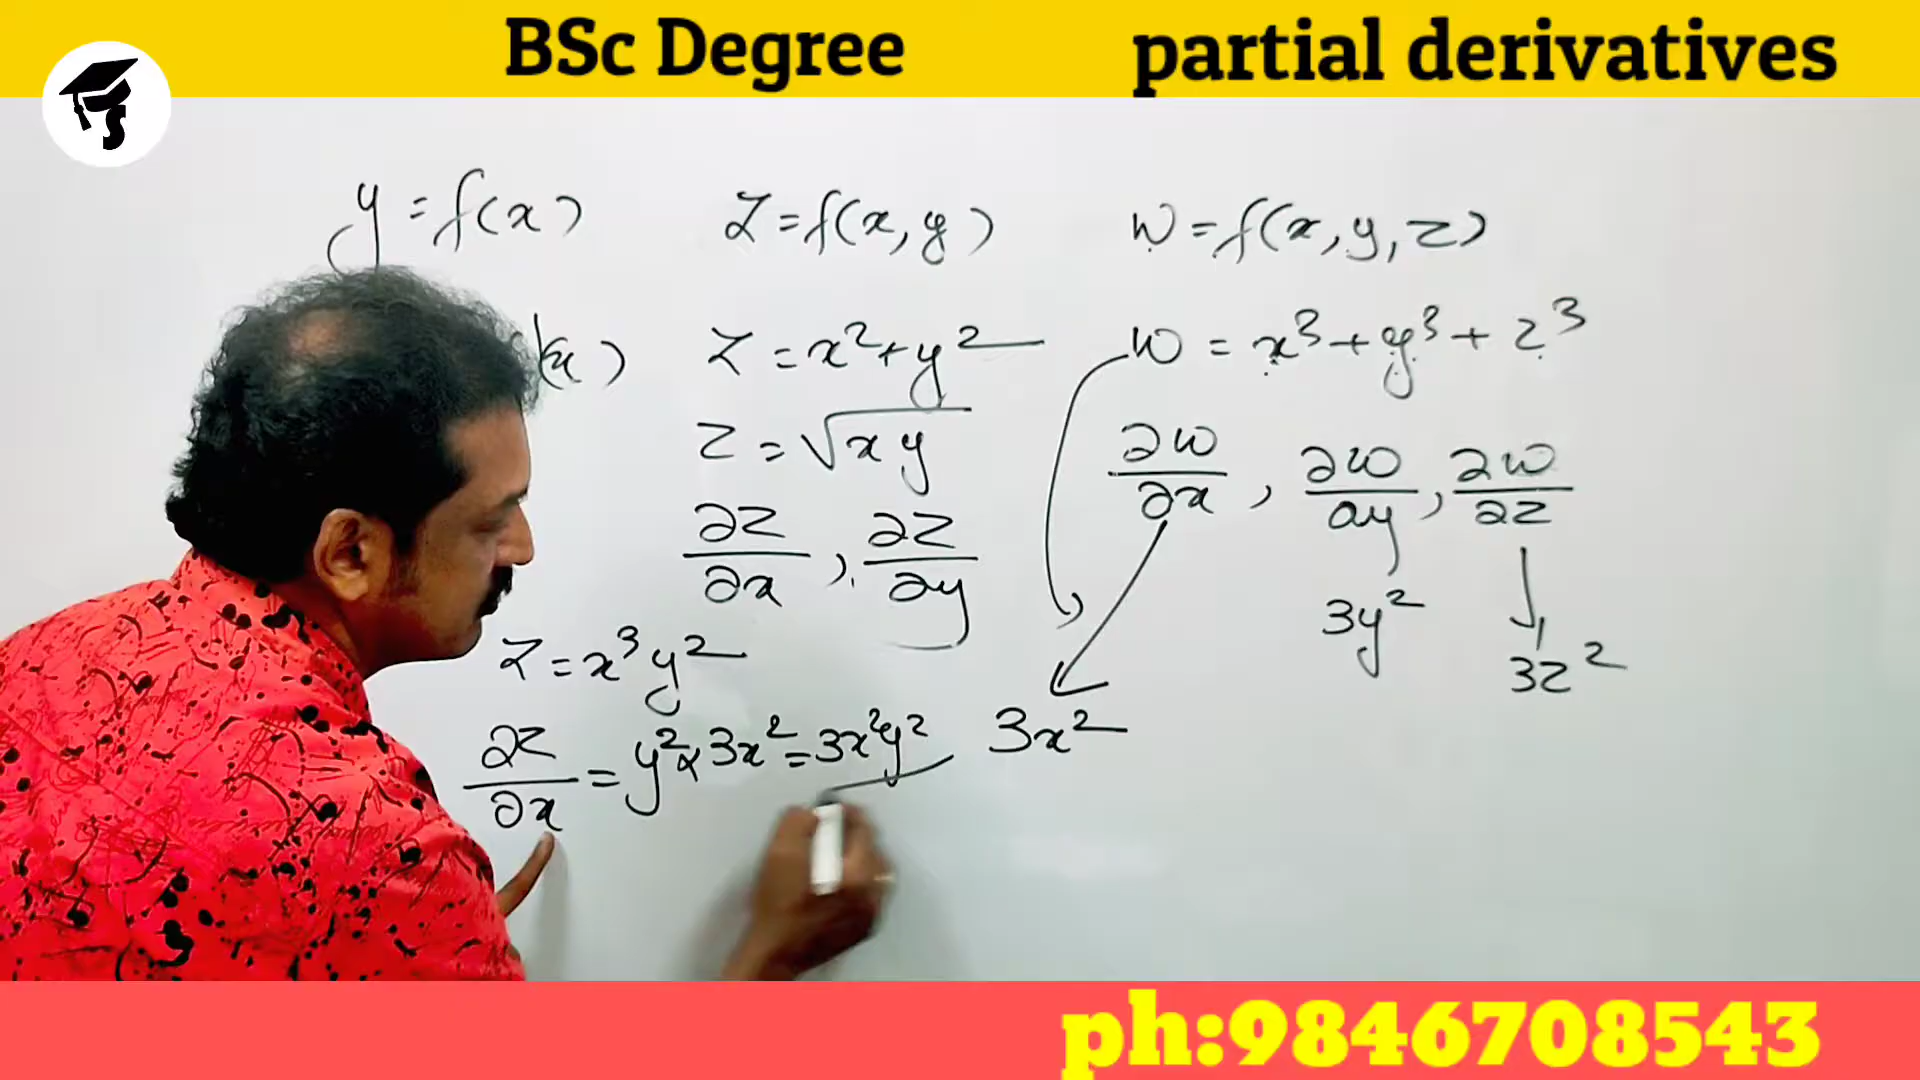 BSc Degree partial derivatives
y = f(x) Z = f(x, y) w = f(x, y, z)
(x) Z = x² + y² w = x³ + y³ + z³
z = √xy
∂z/∂x , ∂z/∂y ∂w/∂x , ∂w/∂y , ∂w/∂z
3y² 3z²
Z = x³y²
∂z/∂x = y² × 3x² = 3x²y² 3x²
ph:9846708543